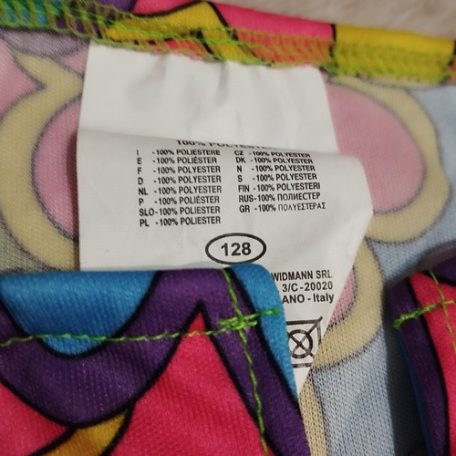 100% POLYESTER
I - 100% POLIESTERE CZ - 100% POLYESTER
E - 100% POLIÉSTER DK - 100% POLYESTER
F - 100% POLYESTER N - 100% POLYESTER
D - 100% POLYESTER S - 100% POLYESTER
NL - 100% POLYESTER FIN - 100% POLYESTERI
P - 100% POLIESTER RUS - 100% ПОЛИЕСТЕР
SLO - 100% POLIESTER GR - 100% ΠΟΛΥΕΣΤΕΡΑΣ
PL - 100% POLIESTER
128
WIDMANN SRL
3/C - 20020
ANO - Italy